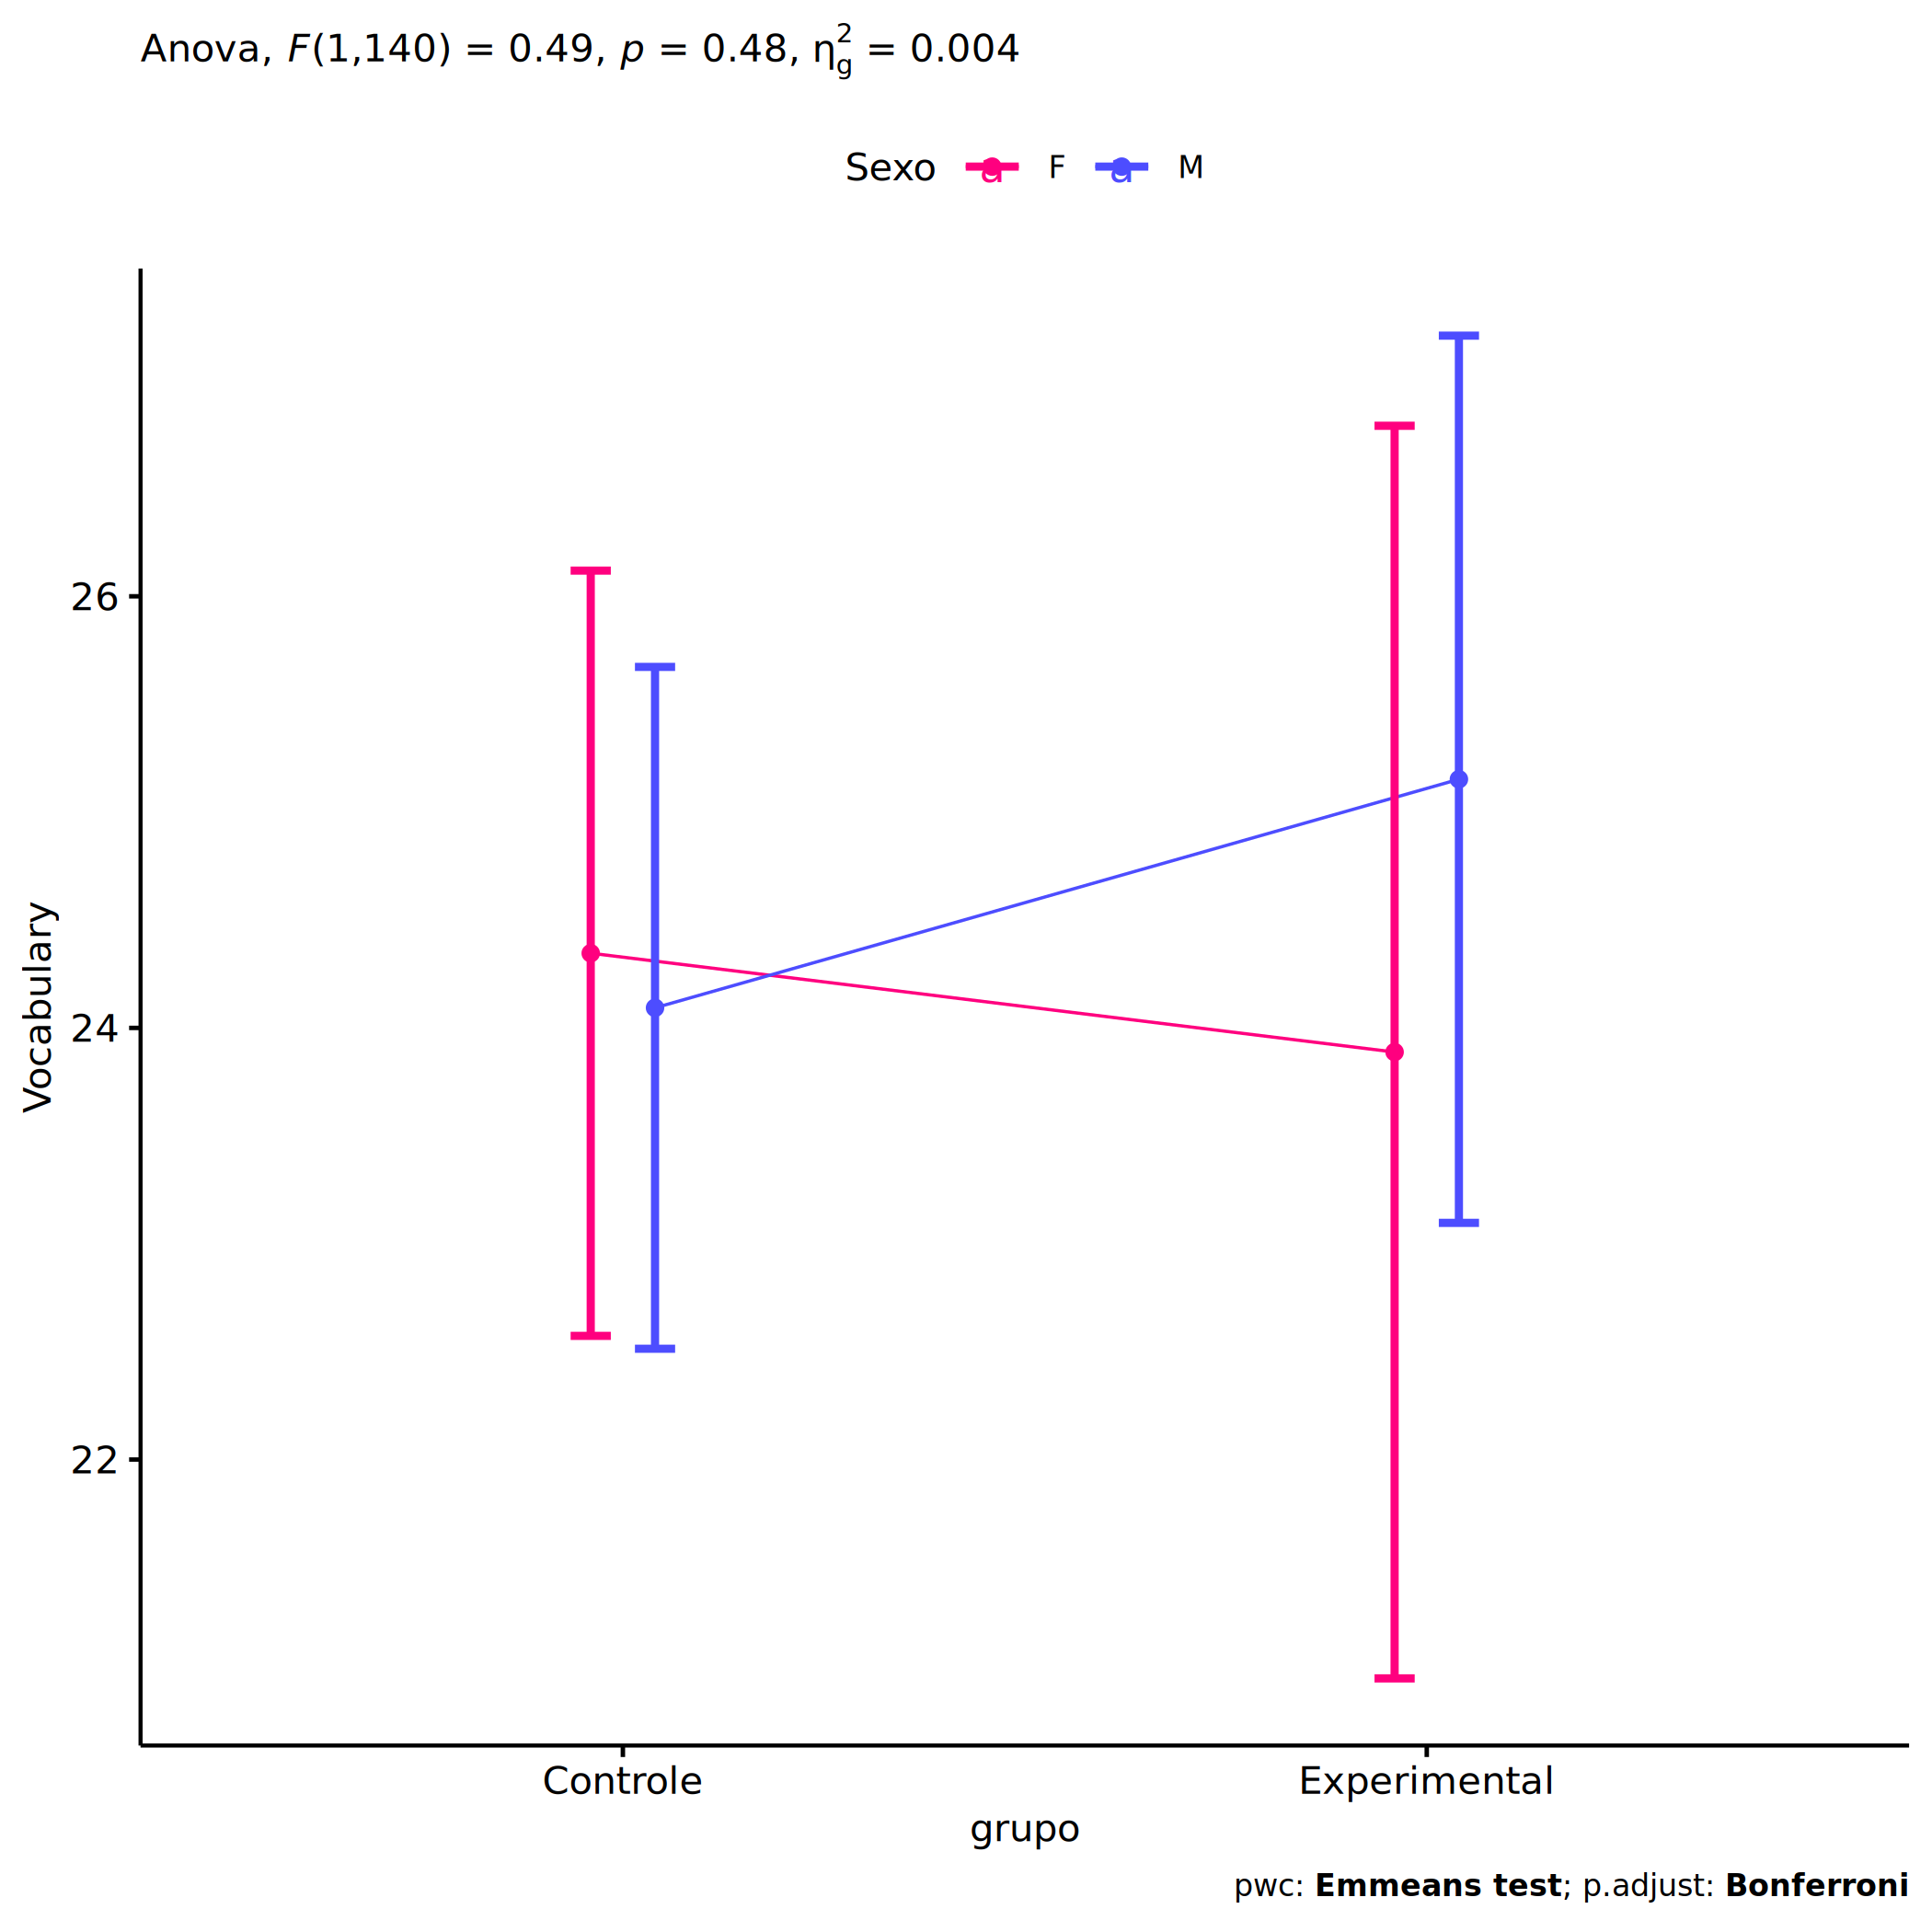 Anova, F(1,140) = 0.49, p = 0.48, η²g = 0.004
Sexo a F a M
26
24
22
Vocabulary
Controle Experimental
grupo
pwc: Emmeans test; p.adjust: Bonferroni